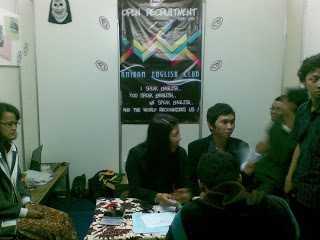 OPEN RECRUITMENT
AMIKOM ENGLISH CLUB
I SPEAK ENGLISH..
YOU SPEAK ENGLISH..
WE SPEAK ENGLISH..
AND THE WORLD RECOGNIZES US !